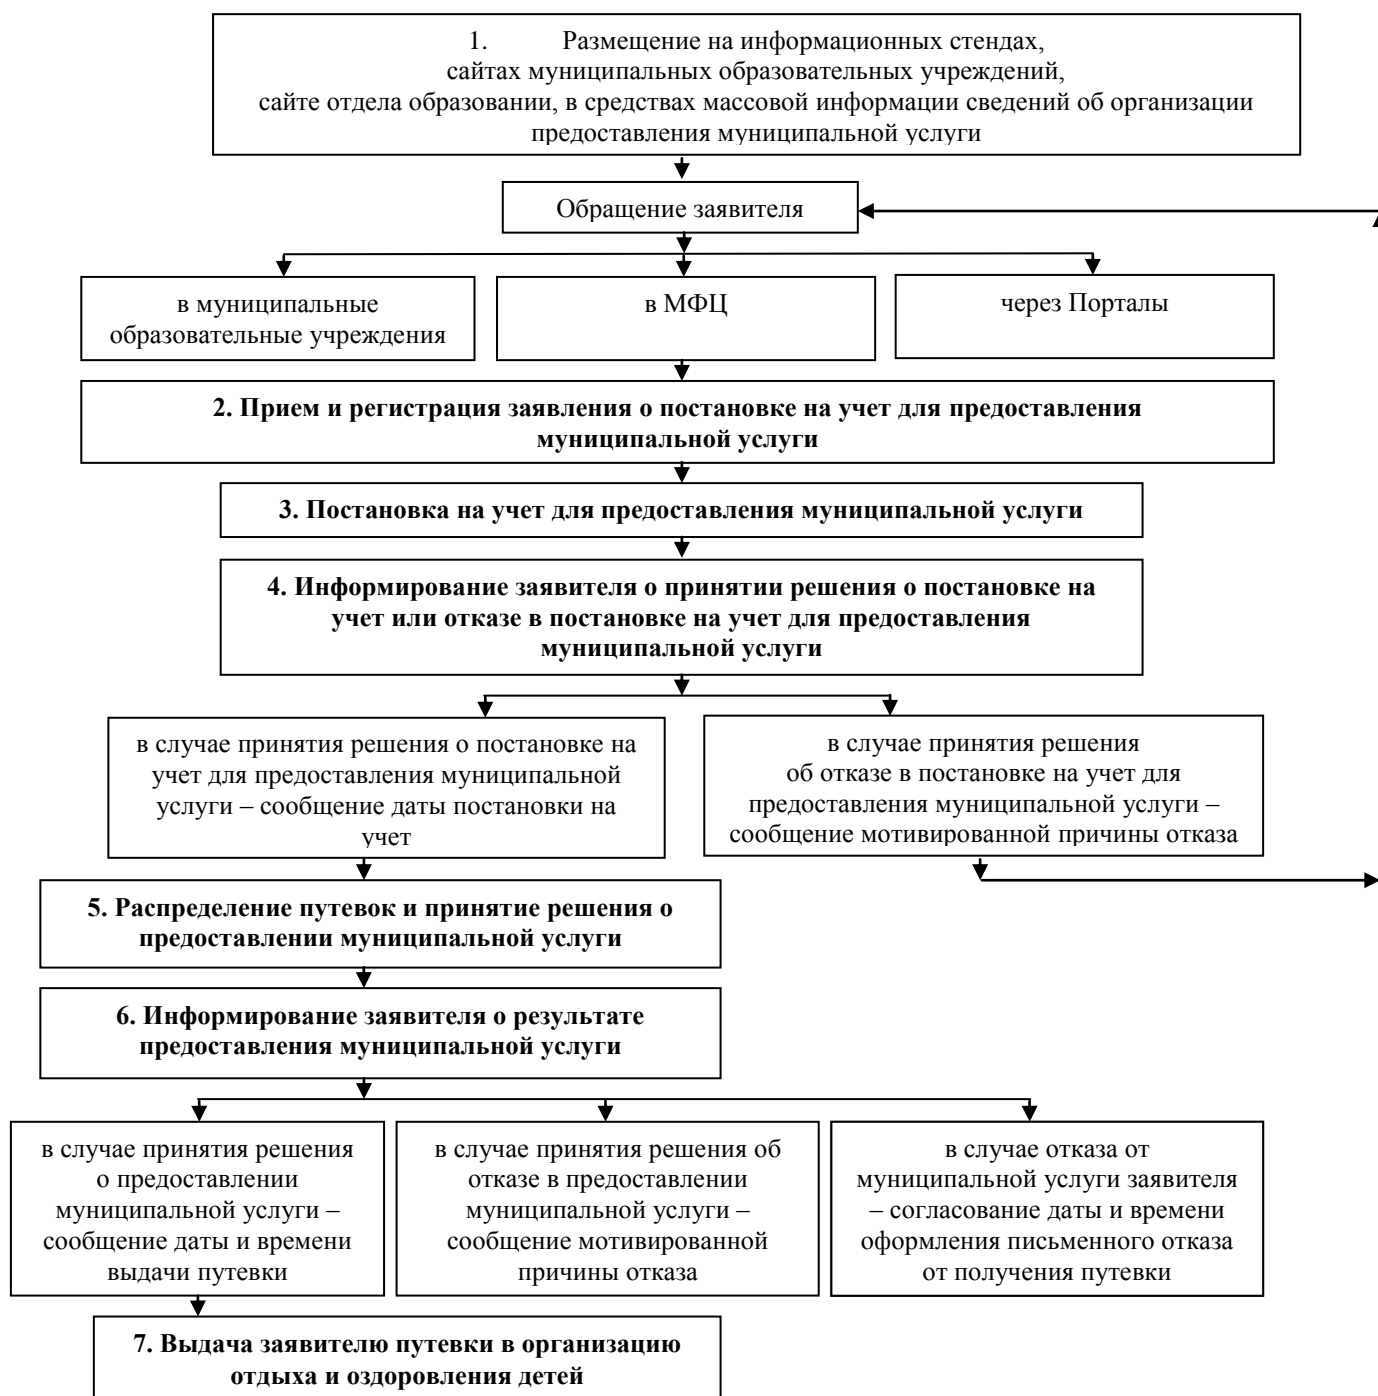 1. Размещение на информационных стендах,
сайтах муниципальных образовательных учреждений,
сайте отдела образовании, в средствах массовой информации сведений об организации
предоставления муниципальной услуги
Обращение заявителя
в муниципальные
образовательные учреждения
в МФЦ
через Порталы
2. Прием и регистрация заявления о постановке на учет для предоставления
муниципальной услуги
3. Постановка на учет для предоставления муниципальной услуги
4. Информирование заявителя о принятии решения о постановке на
учет или отказе в постановке на учет для предоставления
муниципальной услуги
в случае принятия решения о постановке на
учет для предоставления муниципальной
услуги – сообщение даты постановки на
учет
в случае принятия решения
об отказе в постановке на учет для
предоставления муниципальной услуги –
сообщение мотивированной причины отказа
5. Распределение путевок и принятие решения о
предоставлении муниципальной услуги
6. Информирование заявителя о результате
предоставления муниципальной услуги
в случае принятия решения
о предоставлении
муниципальной услуги –
сообщение даты и времени
выдачи путевки
в случае принятия решения об
отказе в предоставлении
муниципальной услуги –
сообщение мотивированной
причины отказа
в случае отказа от
муниципальной услуги заявителя
– согласование даты и времени
оформления письменного отказа
от получения путевки
7. Выдача заявителю путевки в организацию
отдыха и оздоровления детей